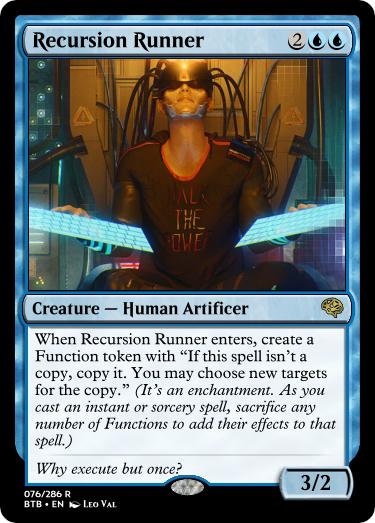 Recursion Runner 2
HACK
THE
POWER
Creature — Human Artificer
When Recursion Runner enters, create a
Function token with “If this spell isn’t a
copy, copy it. You may choose new targets
for the copy.” (It’s an enchantment. As you
cast an instant or sorcery spell, sacrifice any
number of Functions to add their effects to that
spell.)
Why execute but once?
3/2
076/286 R
BTB • EN Leo Val